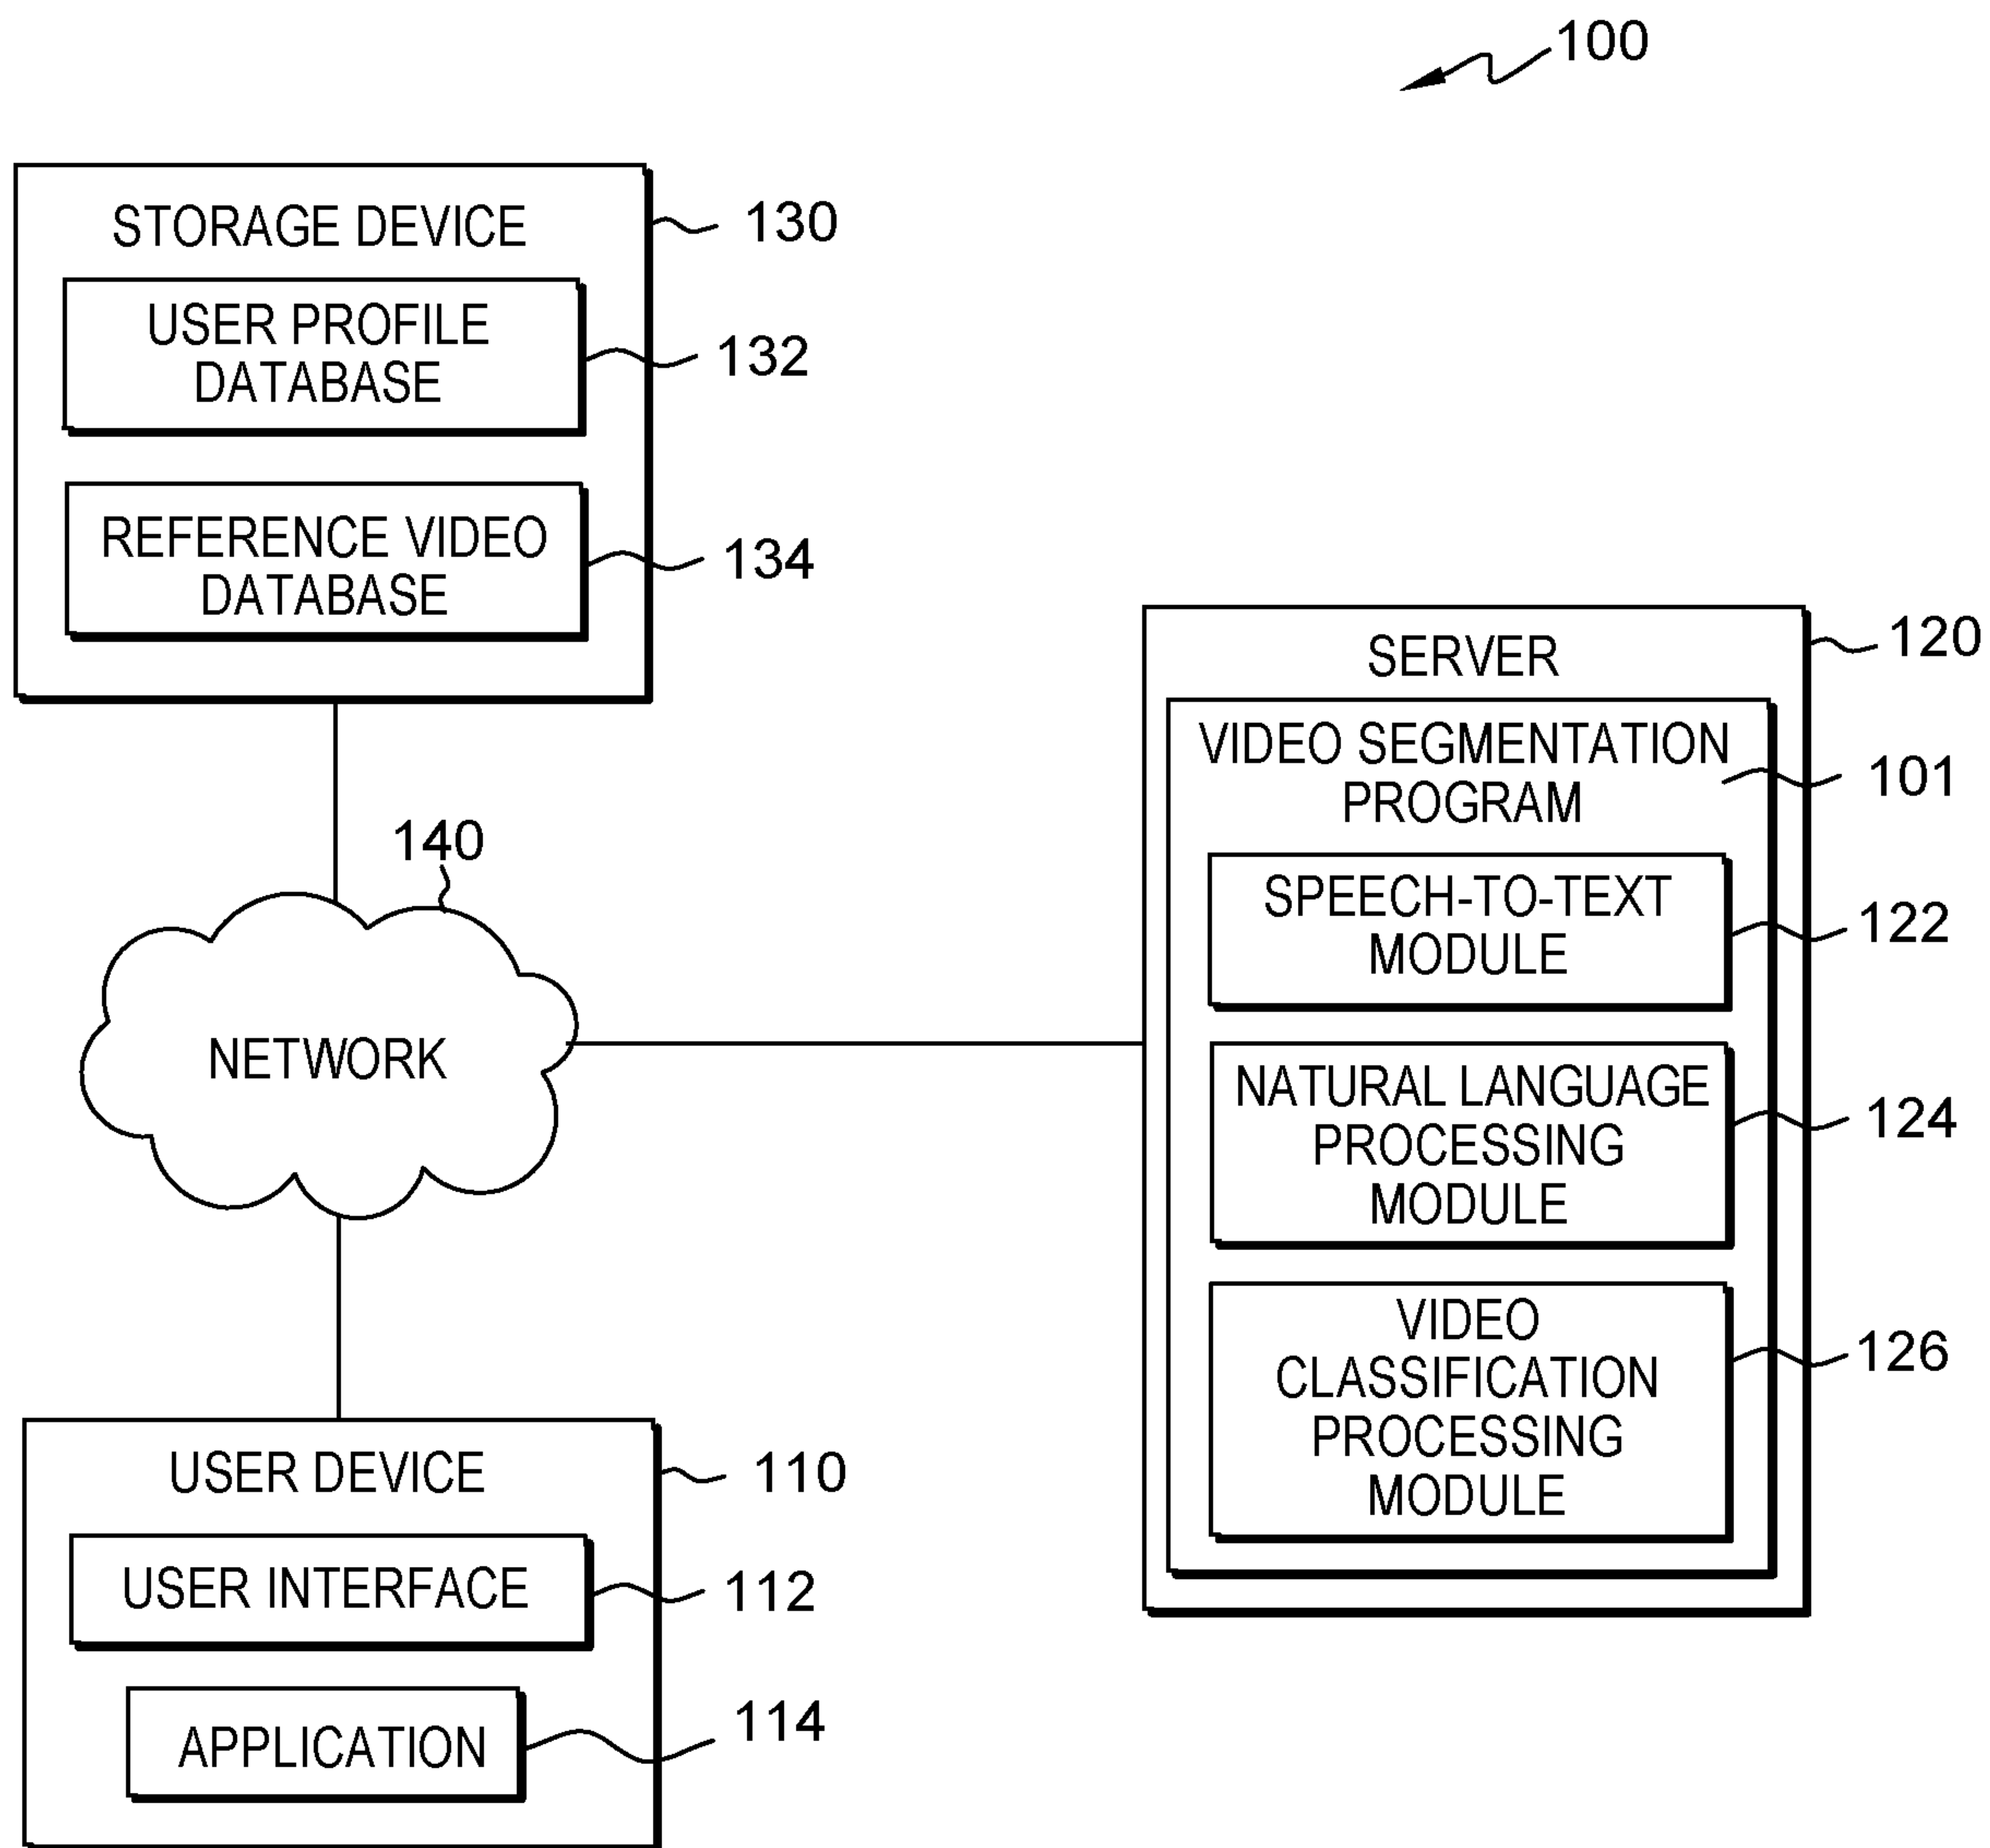 100
STORAGE DEVICE
130
USER PROFILE
DATABASE
132
REFERENCE VIDEO
DATABASE
134
SERVER
120
VIDEO SEGMENTATION
PROGRAM
101
SPEECH-TO-TEXT
MODULE
122
NATURAL LANGUAGE
PROCESSING
MODULE
124
VIDEO
CLASSIFICATION
PROCESSING
MODULE
126
140
NETWORK
USER DEVICE
110
USER INTERFACE
112
APPLICATION
114